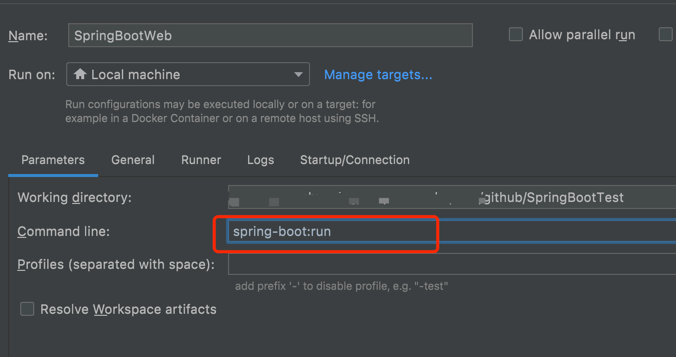 Name: SpringBootWeb Allow parallel run
Run on: Local machine Manage targets...
Run configurations may be executed locally or on a target: for
example in a Docker Container or on a remote host using SSH.
Parameters General Runner Logs Startup/Connection
Working directory: github/SpringBootTest
Command line: spring-boot:run
Profiles (separated with space):
add prefix '-' to disable profile, e.g. "-test"
Resolve Workspace artifacts